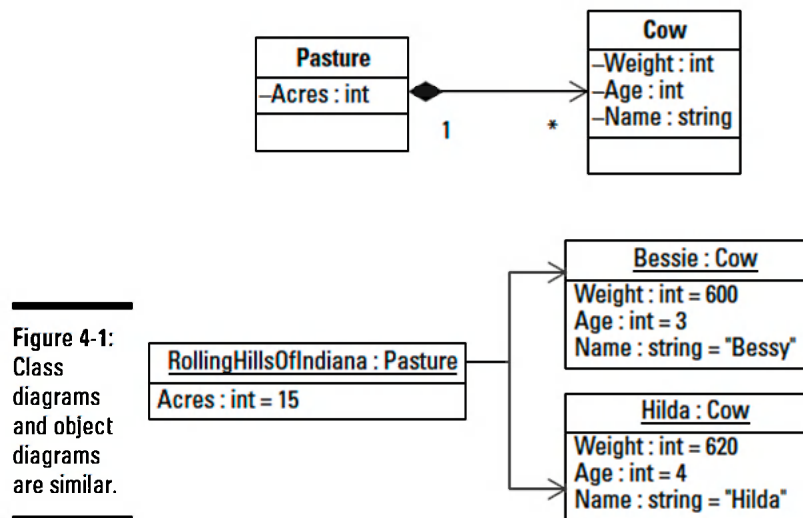 Pasture
–Acres : int
1
*
Cow
–Weight : int
–Age : int
–Name : string
Figure 4-1:
Class
diagrams
and object
diagrams
are similar.
RollingHillsOfIndiana : Pasture
Acres : int = 15
Bessie : Cow
Weight : int = 600
Age : int = 3
Name : string = "Bessy"
Hilda : Cow
Weight : int = 620
Age : int = 4
Name : string = "Hilda"